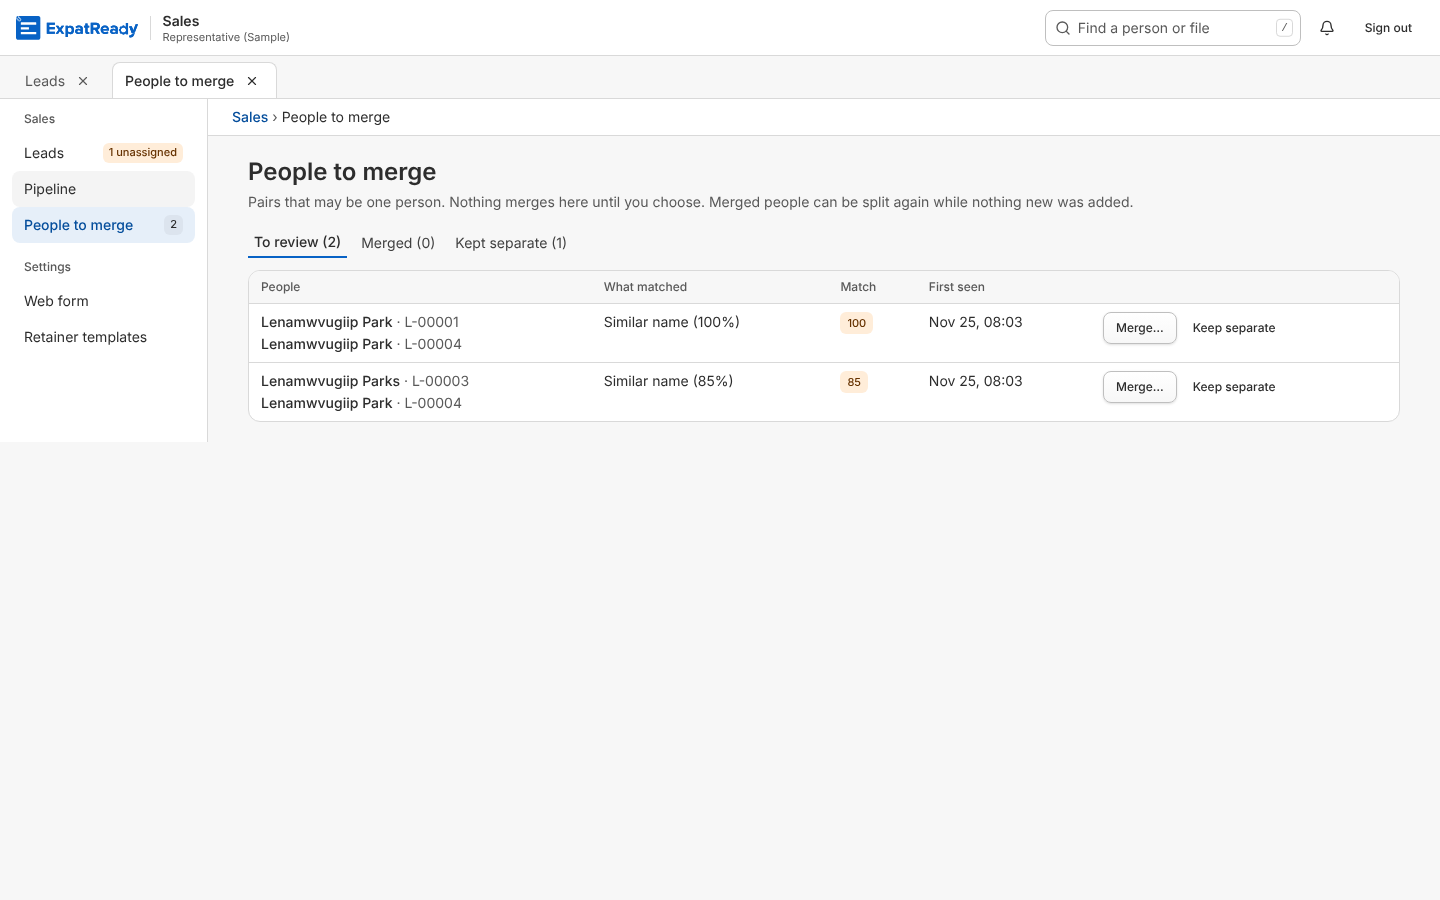 ExpatReady
Sales
Representative (Sample)
Find a person or file
/
Sign out
Leads
People to merge
Sales
Leads
1 unassigned
Pipeline
People to merge
2
Settings
Web form
Retainer templates
Sales › People to merge
People to merge
Pairs that may be one person. Nothing merges here until you choose. Merged people can be split again while nothing new was added.
To review (2)
Merged (0)
Kept separate (1)
People
What matched
Match
First seen
Lenamwvugiip Park · L-00001
Lenamwvugiip Park · L-00004
Similar name (100%)
100
Nov 25, 08:03
Merge...
Keep separate
Lenamwvugiip Parks · L-00003
Lenamwvugiip Park · L-00004
Similar name (85%)
85
Nov 25, 08:03
Merge...
Keep separate